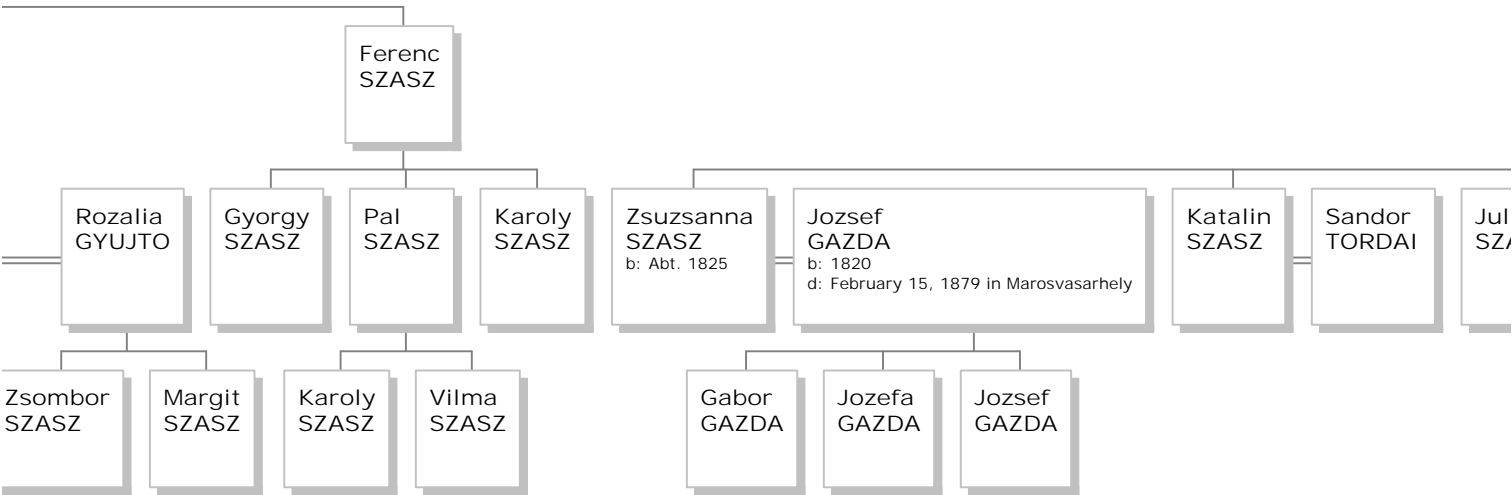 Ferenc
SZASZ
Rozalia
GYUJTO
Gyorgy
SZASZ
Pal
SZASZ
Karoly
SZASZ
Zsuzsanna
SZASZ
b: Abt. 1825
Jozsef
GAZDA
b: 1820
d: February 15, 1879 in Marosvasarhely
Katalin
SZASZ
Sandor
TORDAI
Zsombor
SZASZ
Margit
SZASZ
Karoly
SZASZ
Vilma
SZASZ
Gabor
GAZDA
Jozefa
GAZDA
Jozsef
GAZDA